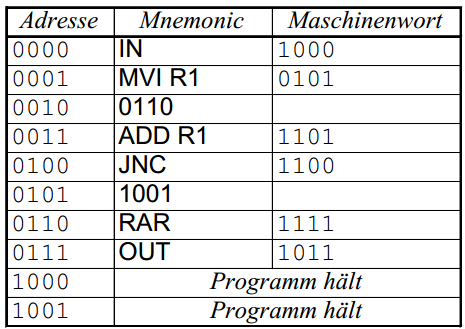 Adresse Mnemonic Maschinenwort
0000 IN 1000
0001 MVI R1 0101
0010 0110
0011 ADD R1 1101
0100 JNC 1100
0101 1001
0110 RAR 1111
0111 OUT 1011
1000 Programm hält
1001 Programm hält